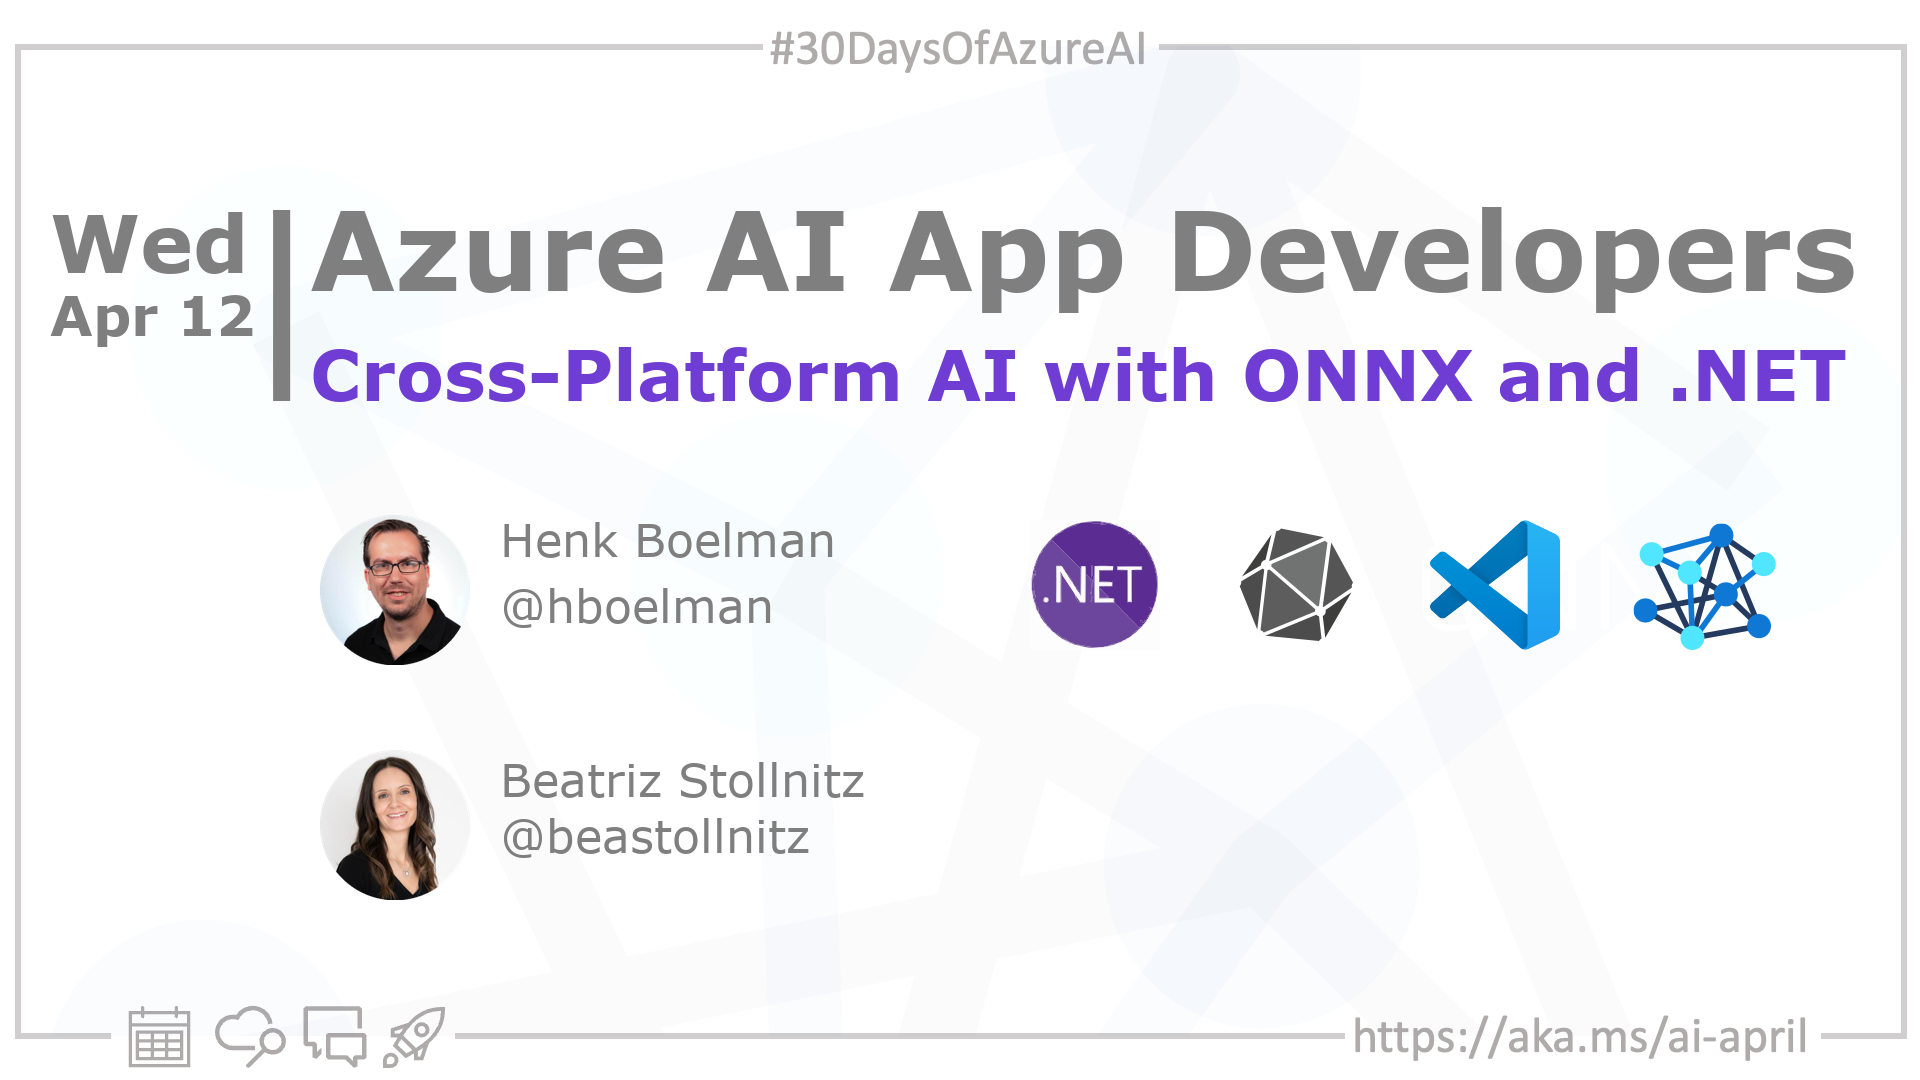 #30DaysOfAzureAI
Wed
Apr 12
Azure AI App Developers
Cross-Platform AI with ONNX and .NET
Henk Boelman
@hboelman
.NET
Beatriz Stollnitz
@beastollnitz
https://aka.ms/ai-april